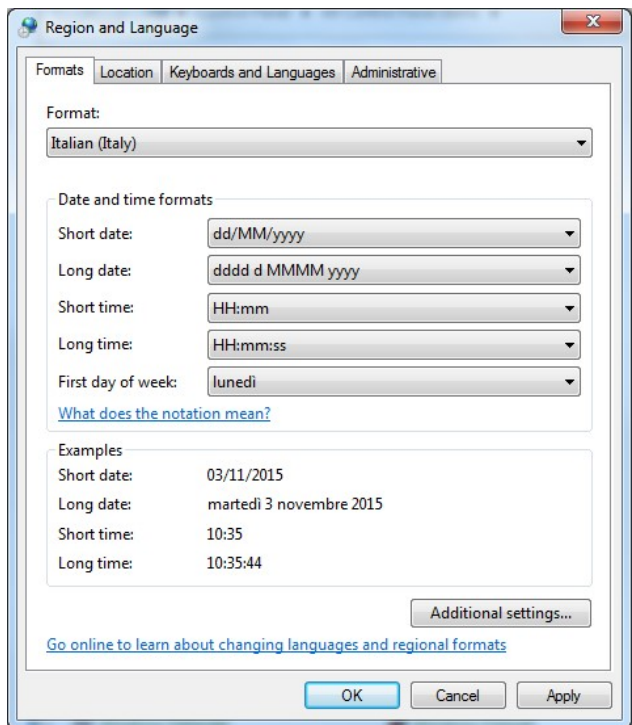 Region and Language
Formats Location Keyboards and Languages Administrative
Format:
Italian (Italy)
Date and time formats
Short date: dd/MM/yyyy
Long date: dddd d MMMM yyyy
Short time: HH:mm
Long time: HH:mm:ss
First day of week: lunedì
What does the notation mean?
Examples
Short date: 03/11/2015
Long date: martedì 3 novembre 2015
Short time: 10:35
Long time: 10:35:44
Additional settings...
Go online to learn about changing languages and regional formats
OK Cancel Apply